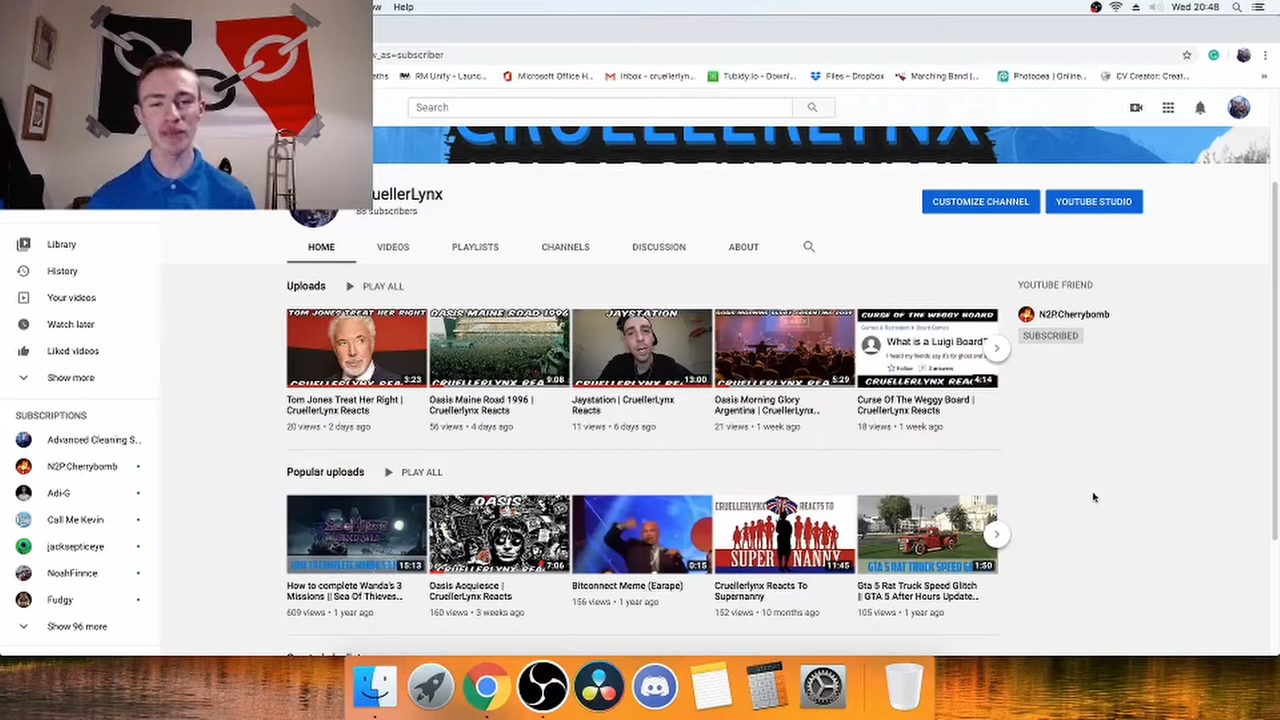 Help
Wed 20:48
w_as=subscriber
RM Unify - Launc...
Microsoft Office H...
Inbox - cruellerlyn...
Tubidy.Io - Downl...
Files – Dropbox
Marching Band |...
Photopea | Online...
CV Creator: Creat...
Search
CRUELLERLYNX
ruellerLynx
CUSTOMIZE CHANNEL
YOUTUBE STUDIO
subscribers
HOME
VIDEOS
PLAYLISTS
CHANNELS
DISCUSSION
ABOUT
Library
History
Your videos
Watch later
Liked videos
Show more
SUBSCRIPTIONS
Advanced Cleaning S...
N2P.Cherrybomb
Adi-G
Call Me Kevin
jacksepticeye
NoahFinnce
Fudgy
Show 96 more
Uploads
PLAY ALL
TOM JONES TREAT HER RIGHT
3:23
Tom Jones Treat Her Right |
CruellerLynx Reacts
20 views • 2 days ago
OASIS MAINE ROAD 1996
9:08
Oasis Maine Road 1996 |
CruellerLynx Reacts
56 views • 4 days ago
JAYSTATION
13:00
Jaystation | CruellerLynx
Reacts
11 views • 6 days ago
5:29
Oasis Morning Glory
Argentina | CruellerLynx...
21 views • 1 week ago
CURSE OF THE WEGGY BOARD
What is a Luigi Board?
Follow
4:14
Curse Of The Weggy Board |
CruellerLynx Reacts
18 views • 1 week ago
YOUTUBE FRIEND
N2P.Cherrybomb
SUBSCRIBED
Popular uploads
PLAY ALL
15:13
How to complete Wanda's 3
Missions || Sea Of Thieves...
609 views • 1 year ago
OASIS
7:06
Oasis Acquiesce |
CruellerLynx Reacts
160 views • 3 weeks ago
0:15
Bitconnect Meme (Earape)
156 views • 1 year ago
CRUELLERLYNX REACTS TO
SUPER NANNY
11:45
Cruellerlynx Reacts To
Supernanny
152 views • 10 months ago
GTA 5 RAT TRUCK SPEED G
1:50
Gta 5 Rat Truck Speed Glitch
|| GTA 5 After Hours Update...
105 views • 1 year ago